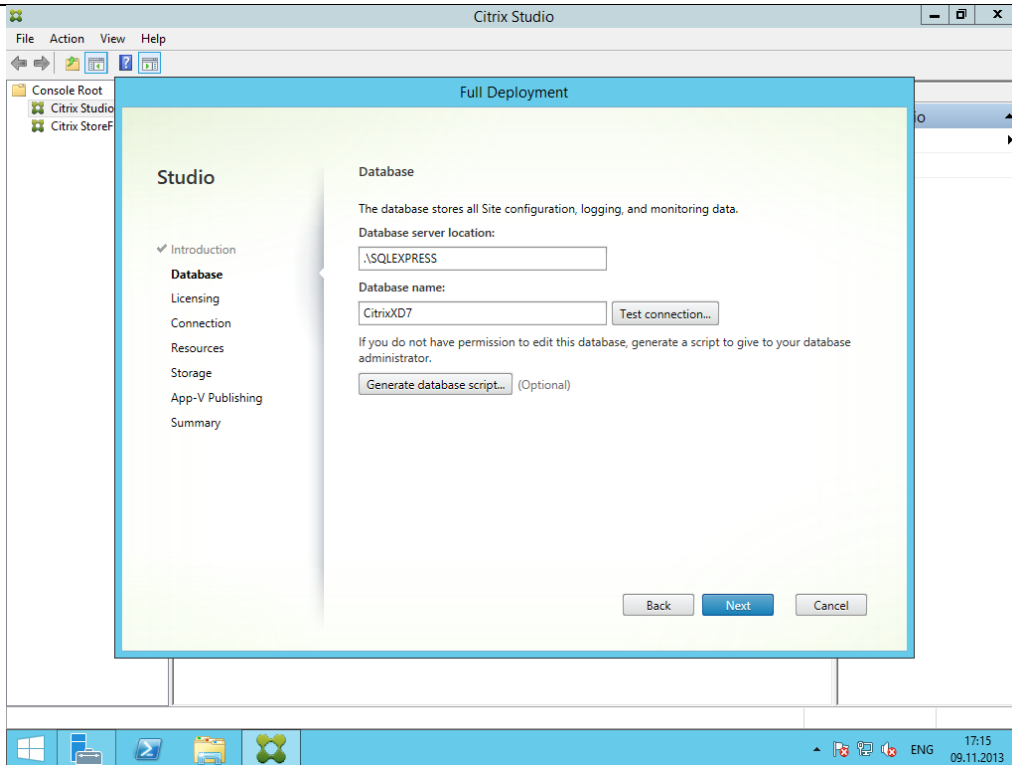 Citrix Studio
File Action View Help
Console Root
Citrix Studio
Citrix StoreF
io
Full Deployment
Studio
Introduction
Database
Licensing
Connection
Resources
Storage
App-V Publishing
Summary
Database
The database stores all Site configuration, logging, and monitoring data.
Database server location:
.\SQLEXPRESS
Database name:
CitrixXD7
Test connection...
If you do not have permission to edit this database, generate a script to give to your database
administrator.
Generate database script... (Optional)
Back Next Cancel
ENG
17:15
09.11.2013